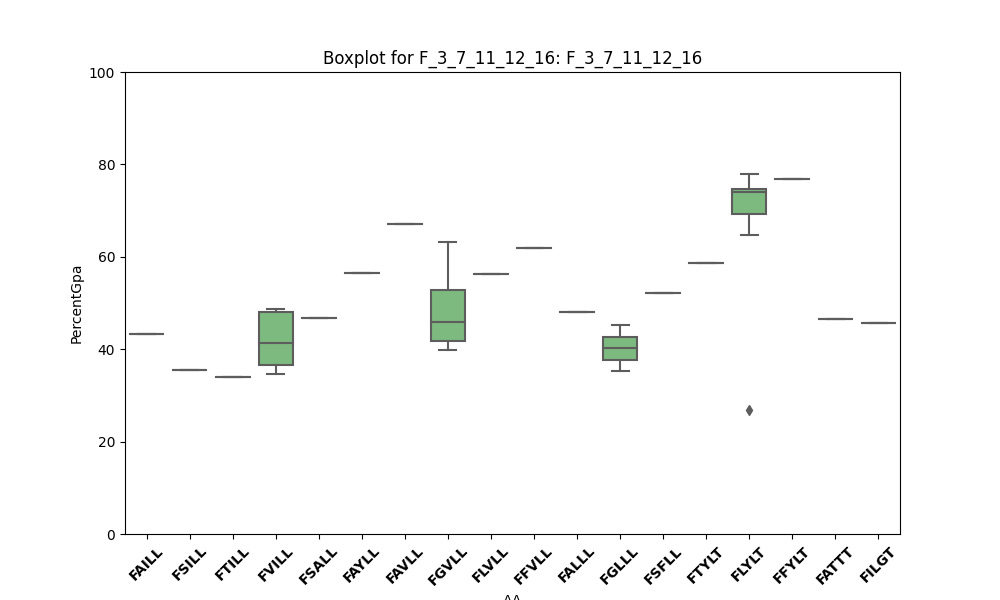 Boxplot for F_3_7_11_12_16: F_3_7_11_12_16
100
80
60
40
20
0
PercentGpa
FAILL FSILL FTILL FVILL FSALL FAYLL FAVLL FGVLL FLVLL FFVLL FALLL FGLLL FSFLL FTYLT FLYLT FFYLT FATTT FILGT
AA